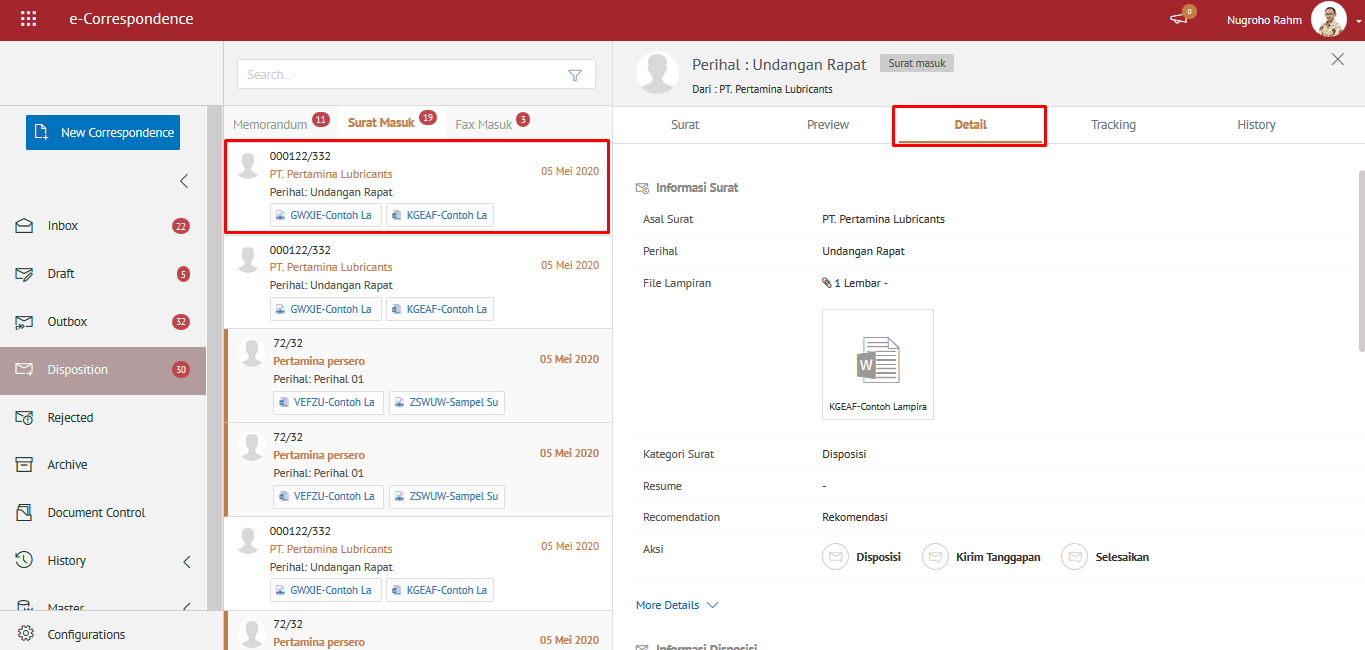 e-Correspondence
0
Nugroho Rahm
New Correspondence
Inbox
22
Draft
5
Outbox
32
Disposition
30
Rejected
Archive
Document Control
History
Master
Configurations
Search..
Memorandum 11
Surat Masuk 19
Fax Masuk 3
000122/332
PT. Pertamina Lubricants
05 Mei 2020
Perihal: Undangan Rapat
GWXJE-Contoh La
KGEAF-Contoh La
000122/332
PT. Pertamina Lubricants
05 Mei 2020
Perihal: Undangan Rapat
GWXJE-Contoh La
KGEAF-Contoh La
72/32
Pertamina persero
05 Mei 2020
Perihal: Perihal 01
VEFZU-Contoh La
ZSWUW-Sampel Su
72/32
Pertamina persero
05 Mei 2020
Perihal: Perihal 01
VEFZU-Contoh La
ZSWUW-Sampel Su
000122/332
PT. Pertamina Lubricants
05 Mei 2020
Perihal: Undangan Rapat
GWXJE-Contoh La
KGEAF-Contoh La
72/32
Pertamina persero
05 Mei 2020
Perihal : Undangan Rapat
Surat masuk
Dari : PT. Pertamina Lubricants
Surat
Preview
Detail
Tracking
History
Informasi Surat
Asal Surat
PT. Pertamina Lubricants
Perihal
Undangan Rapat
File Lampiran
1 Lembar -
W
KGEAF-Contoh Lampira
Kategori Surat
Disposisi
Resume
-
Recomendation
Rekomendasi
Aksi
Disposisi
Kirim Tanggapan
Selesaikan
More Details
Informasi Disposisi